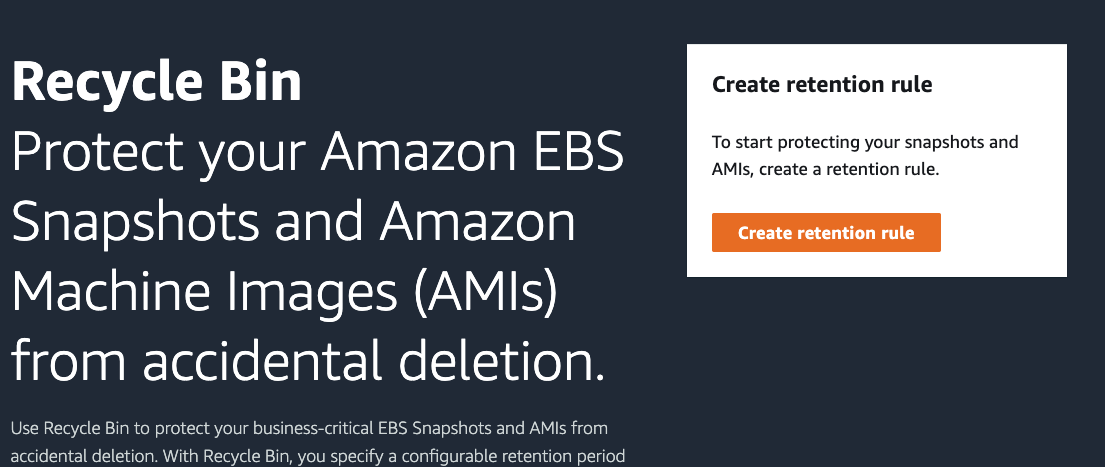 Recycle Bin
Protect your Amazon EBS
Snapshots and Amazon
Machine Images (AMIs)
from accidental deletion.
Use Recycle Bin to protect your business-critical EBS Snapshots and AMIs from
accidental deletion. With Recycle Bin, you specify a configurable retention period
Create retention rule
To start protecting your snapshots and
AMIs, create a retention rule.
Create retention rule